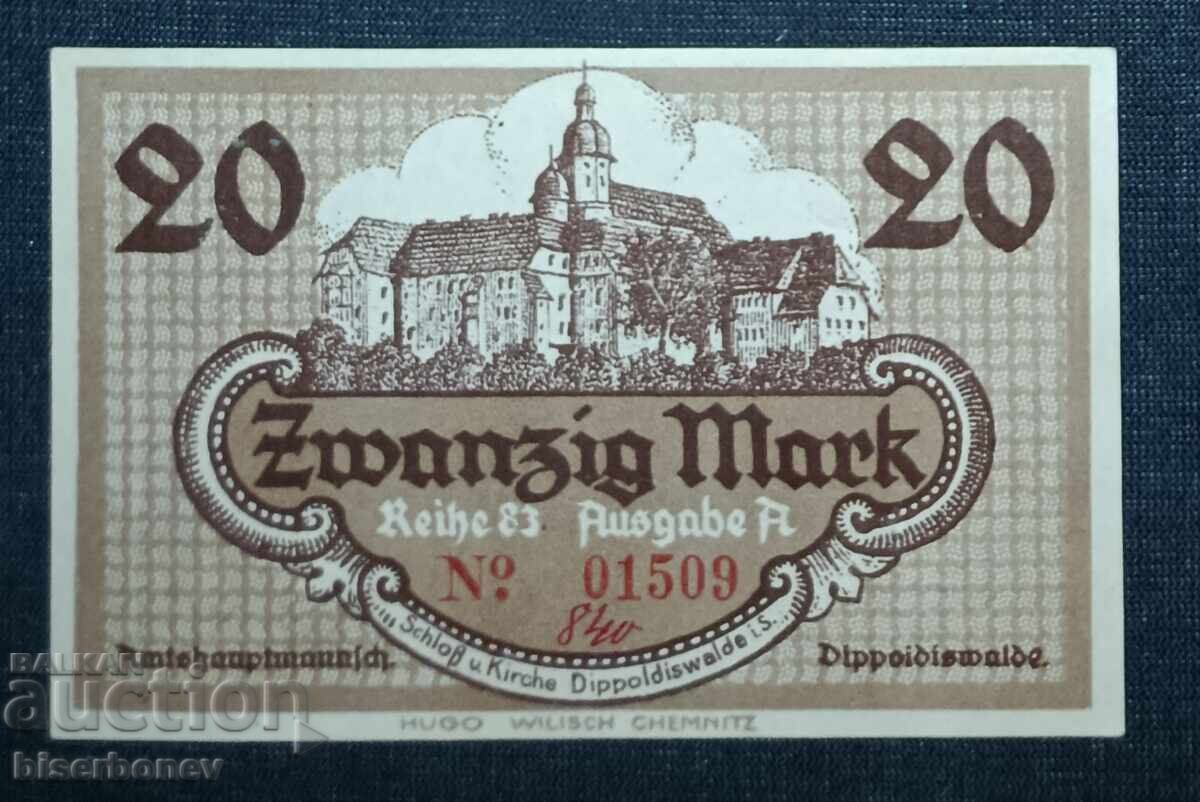 20 20
Zwanzig Mark
Reihe 83. Ausgabe A
No. 01509
Schloß u. Kirche Dippoldiswalde i. S.
Amtshauptmannsch. Dippoldiswalde.
HUGO WILISCH CHEMNITZ
BALKAN
auction
biserbonev